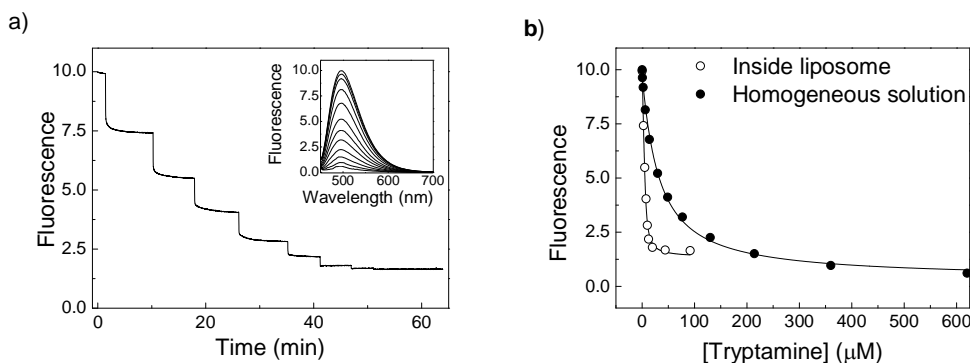 a)
10.0
7.5
5.0
2.5
0.0
Fluorescence
0
20
40
60
Time (min)
10.0
7.5
5.0
2.5
0.0
Fluorescence
500
600
700
Wavelength (nm)
b)
10.0
7.5
5.0
2.5
0.0
Fluorescence
Inside liposome
Homogeneous solution
0
100
200
300
400
500
600
[Tryptamine] (μM)